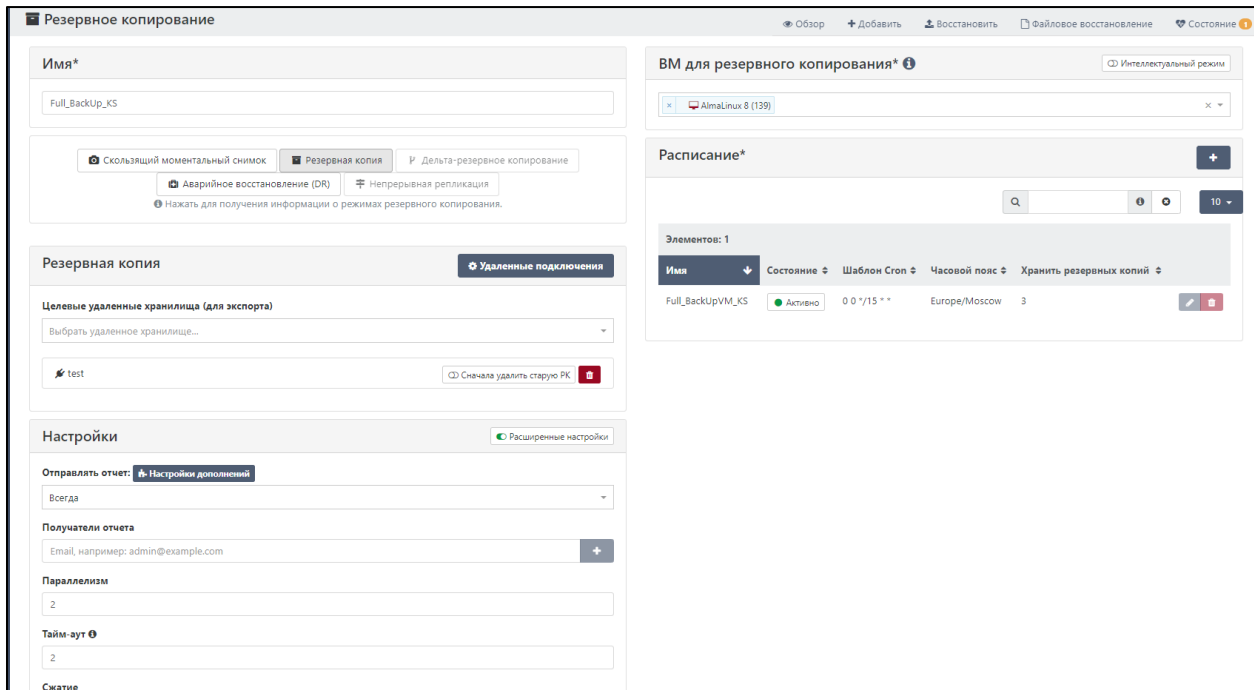 Резервное копирование
Обзор
Добавить
Восстановить
Файловое восстановление
Состояние 1
Имя*
Full_BackUp_KS
Скользящий моментальный снимок
Резервная копия
Дельта-резервное копирование
Аварийное восстановление (DR)
Непрерывная репликация
Нажать для получения информации о режимах резервного копирования.
Резервная копия
Удаленные подключения
Целевые удаленные хранилища (для экспорта)
Выбрать удаленное хранилище...
test
Сначала удалить старую РК
Настройки
Расширенные настройки
Отправлять отчет: Настройки дополнений
Всегда
Получатели отчета
Email, например: admin@example.com
Параллелизм
2
Тайм-аут
2
Сжатие
ВМ для резервного копирования*
Интеллектуальный режим
× AlmaLinux 8 (139)
Расписание*
10
Элементов: 1
Имя Состояние Шаблон Cron Часовой пояс Хранить резервных копий
Full_BackUpVM_KS Активно 0 0 */15 * * Europe/Moscow 3